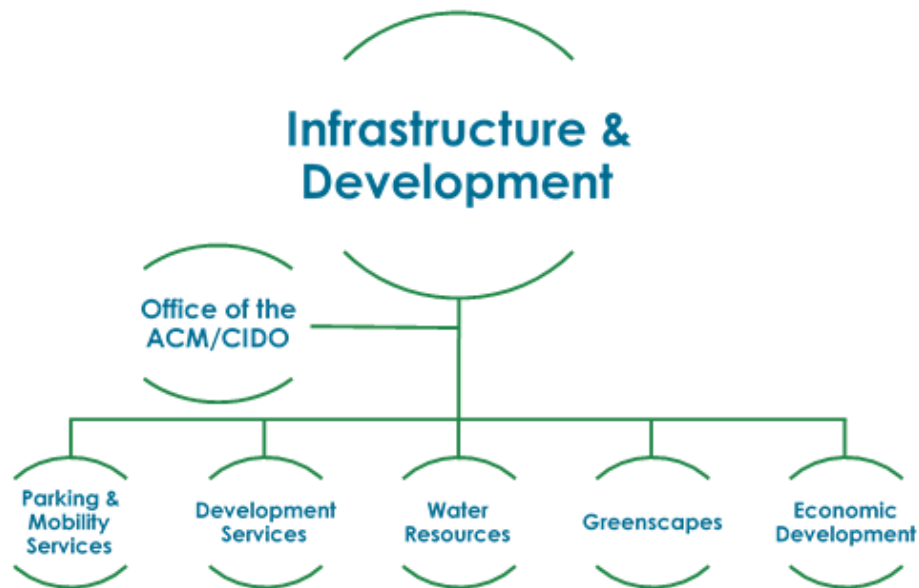 Infrastructure &
Development
Office of the
ACM/CIDO
Parking &
Mobility
Services
Development
Services
Water
Resources
Greenscapes
Economic
Development